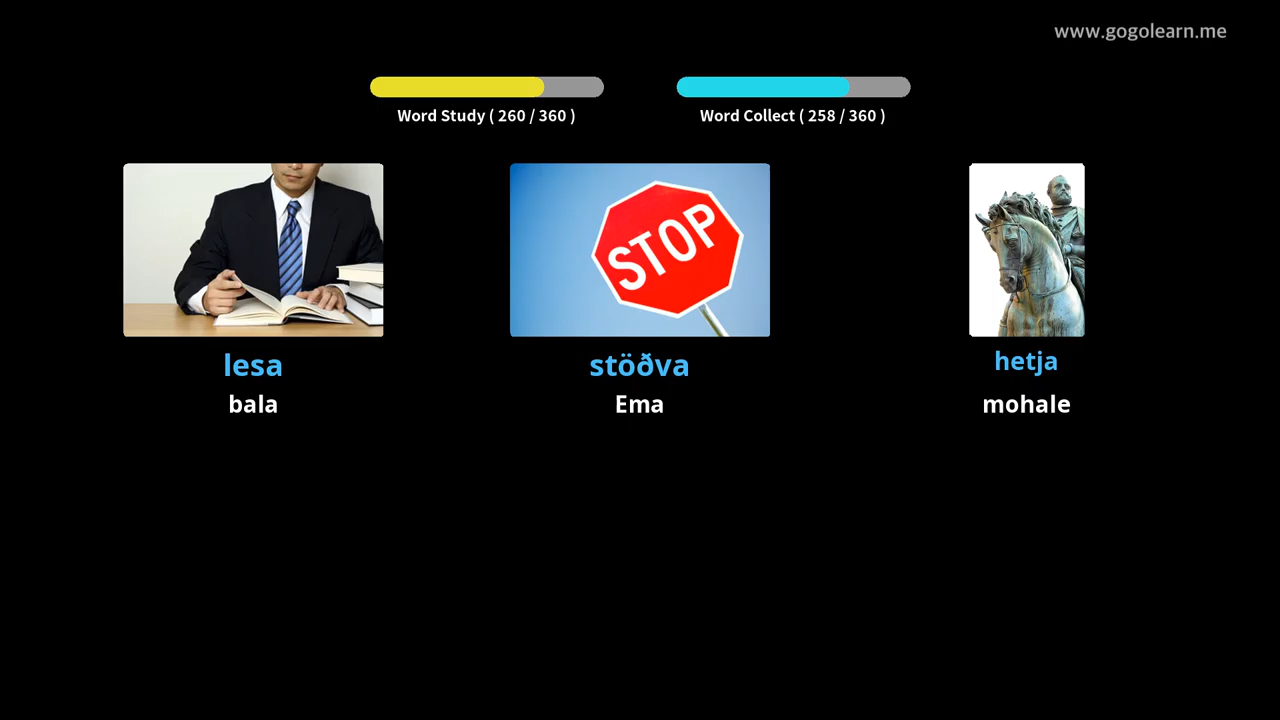 www.gogolearn.me
Word Study ( 260 / 360 )
Word Collect ( 258 / 360 )
STOP
lesa
stöðva
hetja
bala
Ema
mohale